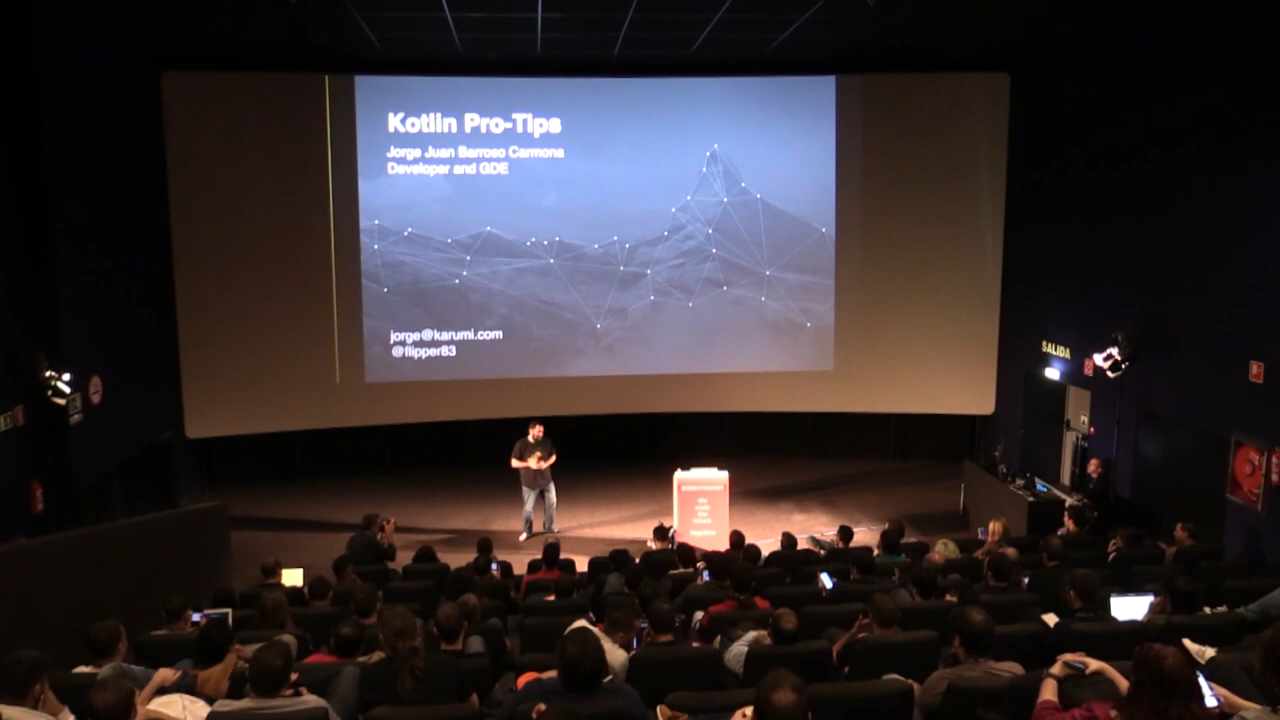 Kotlin Pro-Tips
Jorge Juan Barroso Carmona
Developer and GDE
jorge@karumi.com
@flipper83
SALIDA